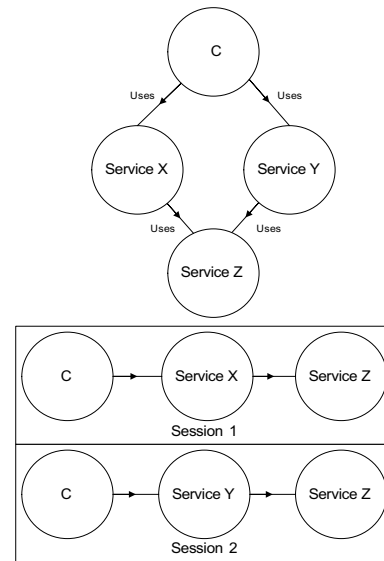 C
Uses
Uses
Service X
Service Y
Uses
Uses
Service Z
C
Service X
Service Z
Session 1
C
Service Y
Service Z
Session 2